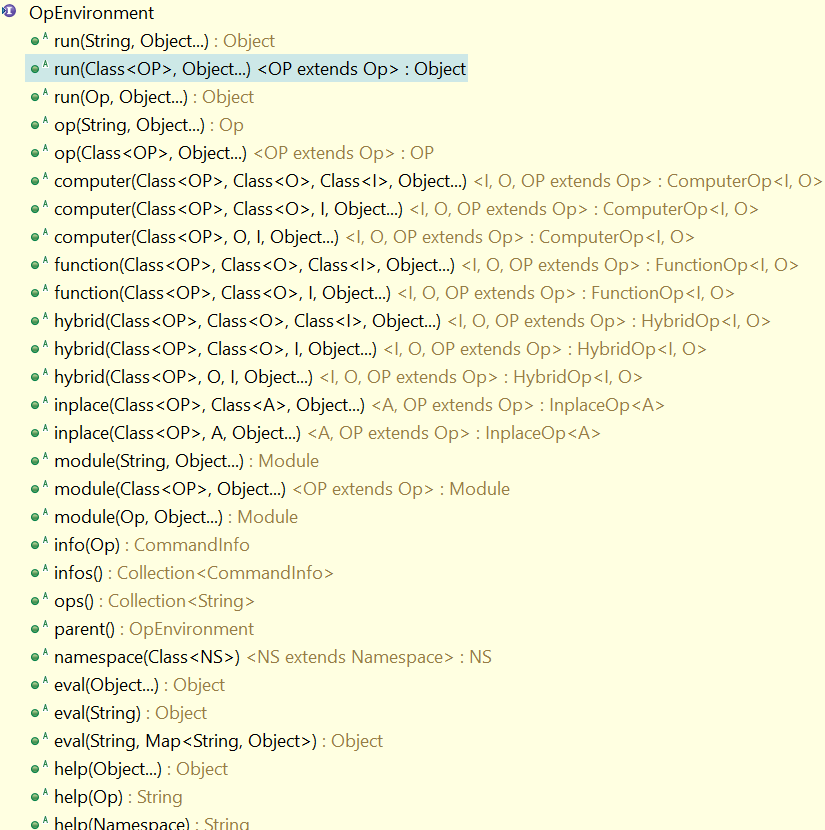 OpEnvironment
run(String, Object...) : Object
run(Class<OP>, Object...) <OP extends Op> : Object
run(Op, Object...) : Object
op(String, Object...) : Op
op(Class<OP>, Object...) <OP extends Op> : OP
computer(Class<OP>, Class<O>, Class<I>, Object...) <I, O, OP extends Op> : ComputerOp<I, O>
computer(Class<OP>, Class<O>, I, Object...) <I, O, OP extends Op> : ComputerOp<I, O>
computer(Class<OP>, O, I, Object...) <I, O, OP extends Op> : ComputerOp<I, O>
function(Class<OP>, Class<O>, Class<I>, Object...) <I, O, OP extends Op> : FunctionOp<I, O>
function(Class<OP>, Class<O>, I, Object...) <I, O, OP extends Op> : FunctionOp<I, O>
hybrid(Class<OP>, Class<O>, Class<I>, Object...) <I, O, OP extends Op> : HybridOp<I, O>
hybrid(Class<OP>, Class<O>, I, Object...) <I, O, OP extends Op> : HybridOp<I, O>
hybrid(Class<OP>, O, I, Object...) <I, O, OP extends Op> : HybridOp<I, O>
inplace(Class<OP>, Class<A>, Object...) <A, OP extends Op> : InplaceOp<A>
inplace(Class<OP>, A, Object...) <A, OP extends Op> : InplaceOp<A>
module(String, Object...) : Module
module(Class<OP>, Object...) <OP extends Op> : Module
module(Op, Object...) : Module
info(Op) : CommandInfo
infos() : Collection<CommandInfo>
ops() : Collection<String>
parent() : OpEnvironment
namespace(Class<NS>) <NS extends Namespace> : NS
eval(Object...) : Object
eval(String) : Object
eval(String, Map<String, Object>) : Object
help(Object...) : Object
help(Op) : String
help(Namespace) : String